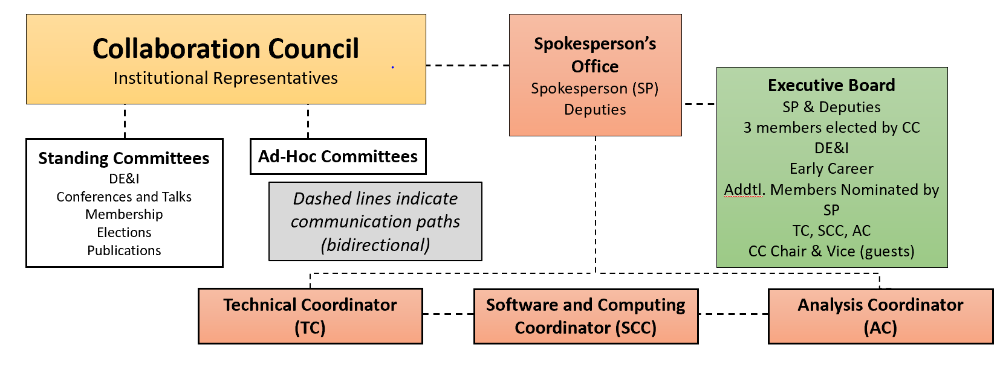 Collaboration Council
Institutional Representatives
Spokesperson's
Office
Spokesperson (SP)
Deputies
Executive Board
SP & Deputies
3 members elected by CC
DE&I
Early Career
Addtl. Members Nominated by
SP
TC, SCC, AC
CC Chair & Vice (guests)
Standing Committees
DE&I
Conferences and Talks
Membership
Elections
Publications
Ad-Hoc Committees
Dashed lines indicate
communication paths
(bidirectional)
Technical Coordinator
(TC)
Software and Computing
Coordinator (SCC)
Analysis Coordinator
(AC)